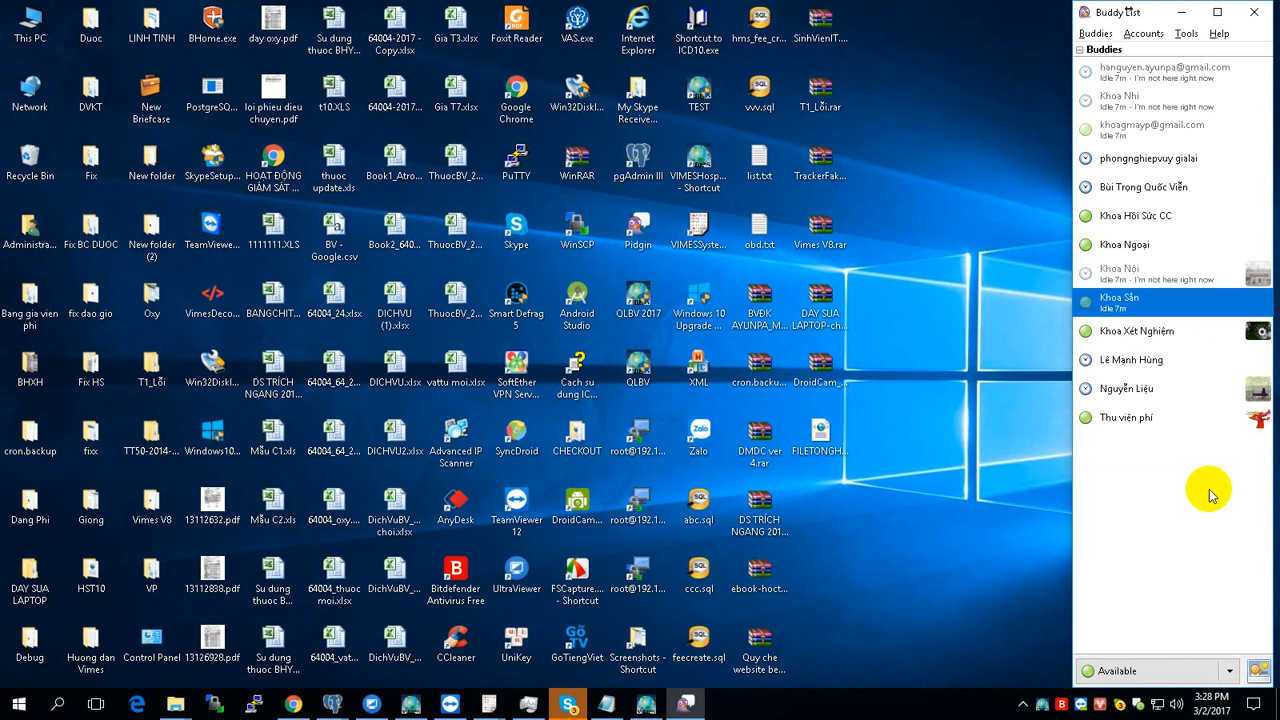 This PC
Duoc
LINH TINH
BHome.exe
day oxy.pdf
Su dung
thuoc BHY...
64004-2017
- Copy.xlsx
Gia T3.xlsx
Foxit Reader
VAS.exe
Internet
Explorer
Shortcut to
ICD10.exe
hms_fee_cr...
SinhVienIT....
Network
DVKT
New
Briefcase
PostgreSQ...
loi phieu dieu
chuyen.pdf
t10.XLS
64004-2017...
Gia T7.xlsx
Google
Chrome
Win32DiskI...
My Skype
Receive...
TEST
vvv.sql
T1_Lỗi.rar
Recycle Bin
Fix
New folder
SkypeSetup...
HOẠT ĐỘNG
GIÁM SÁT ...
thuoc
update.xls
Book1_Atro...
ThuocBV_2...
PuTTY
WinRAR
pgAdmin III
VIMESHosp...
- Shortcut
list.txt
TrackerFak...
Administra...
Fix BC DUOC
New folder
(2)
TeamViewe...
1111111.XLS
BV -
Google.csv
Book2_640...
ThuocBV_2...
Skype
WinSCP
Pidgin
VIMESSyste...
obd.txt
Vimes V8.rar
Bang gia vien
phi
fix dao gio
Oxy
VimesDeco...
BANGCHIT...
64004_24.xlsx
DICHVU
(1).xlsx
ThuocBV_2...
Smart Defrag
5
Android
Studio
QLBV 2017
Windows 10
Upgrade ...
BVĐK
AYUNPA_M...
DAY SUA
LAPTOP-ch...
BHXH
Fix HS
T1_Lỗi
Win32DiskI...
DS TRÍCH
NGANG 201...
64004_64_2...
DICHVU.xlsx
vattu moi.xlsx
SoftEther
VPN Serv...
Cach su
dung IC...
QLBV
XML
cron.backu...
DroidCam_...
cron.backup
fixx
TT50-2014-...
Windows10...
Mẫu C1.xls
64004_64_2...
DICHVU2.xlsx
Advanced IP
Scanner
SyncDroid
CHECKOUT
root@192.1...
Zalo
DMDC ver
4.rar
FILETONGH...
Dang Phi
Giong
Vimes V8
13112632.pdf
Mẫu C2.xls
64004_oxy....
DichVuBV_...
choi.xlsx
AnyDesk
TeamViewer
12
DroidCam...
root@192.1...
abc.sql
DS TRÍCH
NGANG 201...
DAY SUA
LAPTOP
HST10
VP
13112838.pdf
Su dung
thuoc B...
64004_thuoc
moi.xlsx
DichVuBV_...
Bitdefender
Antivirus Free
UltraViewer
FSCapture....
- Shortcut
root@192.1...
ccc.sql
ebook-hoct...
Debug
Huong dan
Vimes
Control Panel
13126928.pdf
Su dung
thuoc BHY...
64004_vat...
DichVuBV_...
CCleaner
UniKey
GoTiengViet
Screenshots -
Shortcut
feecreate.sql
Quy che
website be...
Buddy List
Buddies Accounts Tools Help
Buddies
hanguyen.ayunpa@gmail.com
Idle 7m - I'm not here right now
Khoa Nhi
Idle 7m - I'm not here right now
khoagmayp@gmail.com
Idle 7m
phongnghiepvuy gialai
Bùi Trọng Quốc Viễn
Khoa Hồi Sức CC
Khoa Ngoại
Khoa Nội
Idle 7m - I'm not here right now
Khoa Sản
Idle 7m
Khoa Xét Nghiệm
Lê Mạnh Hùng
Nguyễn Liệu
Thu viện phí
Available
3:28 PM
3/2/2017